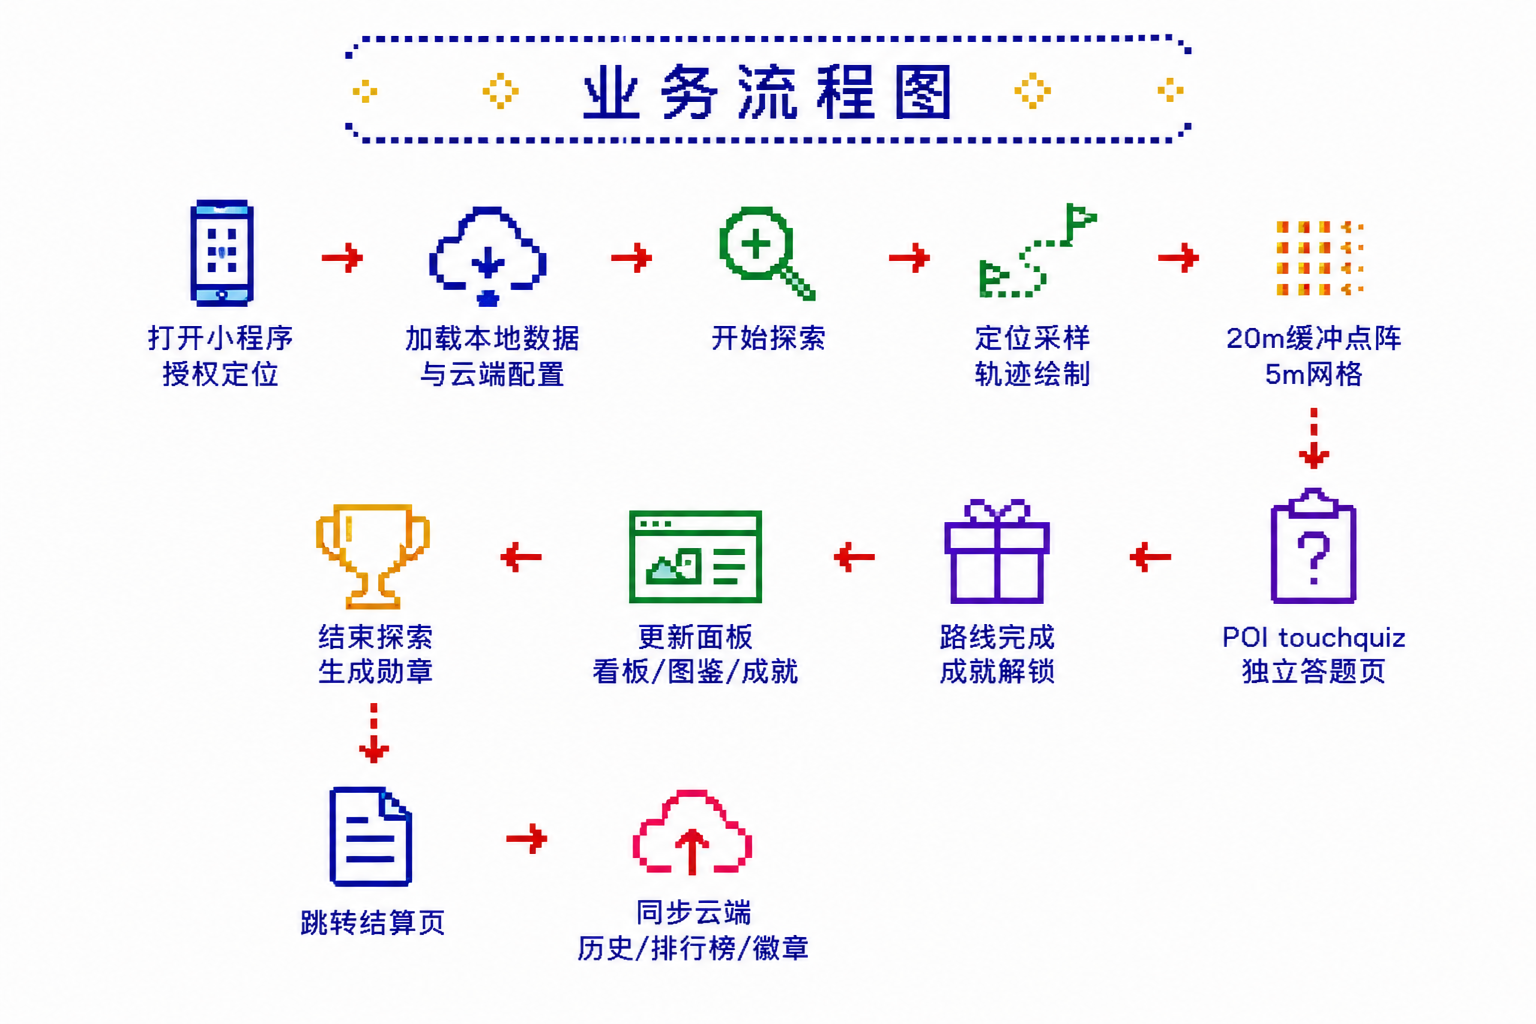 业务流程图
打开小程序
授权定位
加载本地数据
与云端配置
开始探索
定位采样
轨迹绘制
20m缓冲点阵
5m网格
POI touchquiz
独立答题页
路线完成
成就解锁
更新面板
看板/图鉴/成就
结束探索
生成勋章
跳转结算页
同步云端
历史/排行榜/徽章